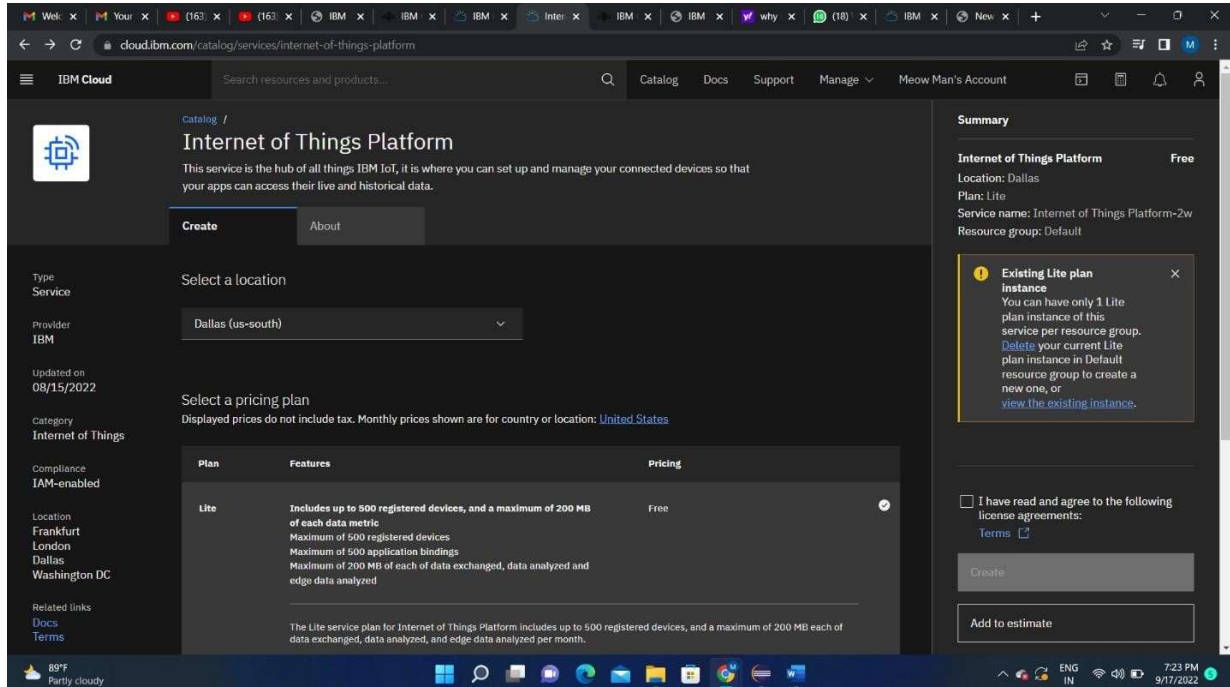 Welc
Your
(163)
(163)
IBM
IBM
IBM
Inter
IBM
IBM
why
(18)
IBM
New
cloud.ibm.com/catalog/services/internet-of-things-platform
M
IBM Cloud
Search resources and products...
Catalog
Docs
Support
Manage
Meow Man's Account
Catalog /
Internet of Things Platform
This service is the hub of all things IBM IoT, it is where you can set up and manage your connected devices so that
your apps can access their live and historical data.
Create
About
Type
Service
Provider
IBM
Updated on
08/15/2022
Category
Internet of Things
Compliance
IAM-enabled
Location
Frankfurt
London
Dallas
Washington DC
Related links
Docs
Terms
Select a location
Dallas (us-south)
Select a pricing plan
Displayed prices do not include tax. Monthly prices shown are for country or location: United States
Plan Features Pricing
Lite
Includes up to 500 registered devices, and a maximum of 200 MB
of each data metric
Maximum of 500 registered devices
Maximum of 500 application bindings
Maximum of 200 MB of each of data exchanged, data analyzed and
edge data analyzed
Free
The Lite service plan for Internet of Things Platform includes up to 500 registered devices, and a maximum of 200 MB each of
data exchanged, data analyzed, and edge data analyzed per month.
Summary
Internet of Things Platform Free
Location: Dallas
Plan: Lite
Service name: Internet of Things Platform-2w
Resource group: Default
Existing Lite plan
instance
You can have only 1 Lite
plan instance of this
service per resource group.
Delete your current Lite
plan instance in Default
resource group to create a
new one, or
view the existing instance.
I have read and agree to the following
license agreements:
Terms
Create
Add to estimate
89°F
Partly cloudy
ENG
IN
7:23 PM
9/17/2022